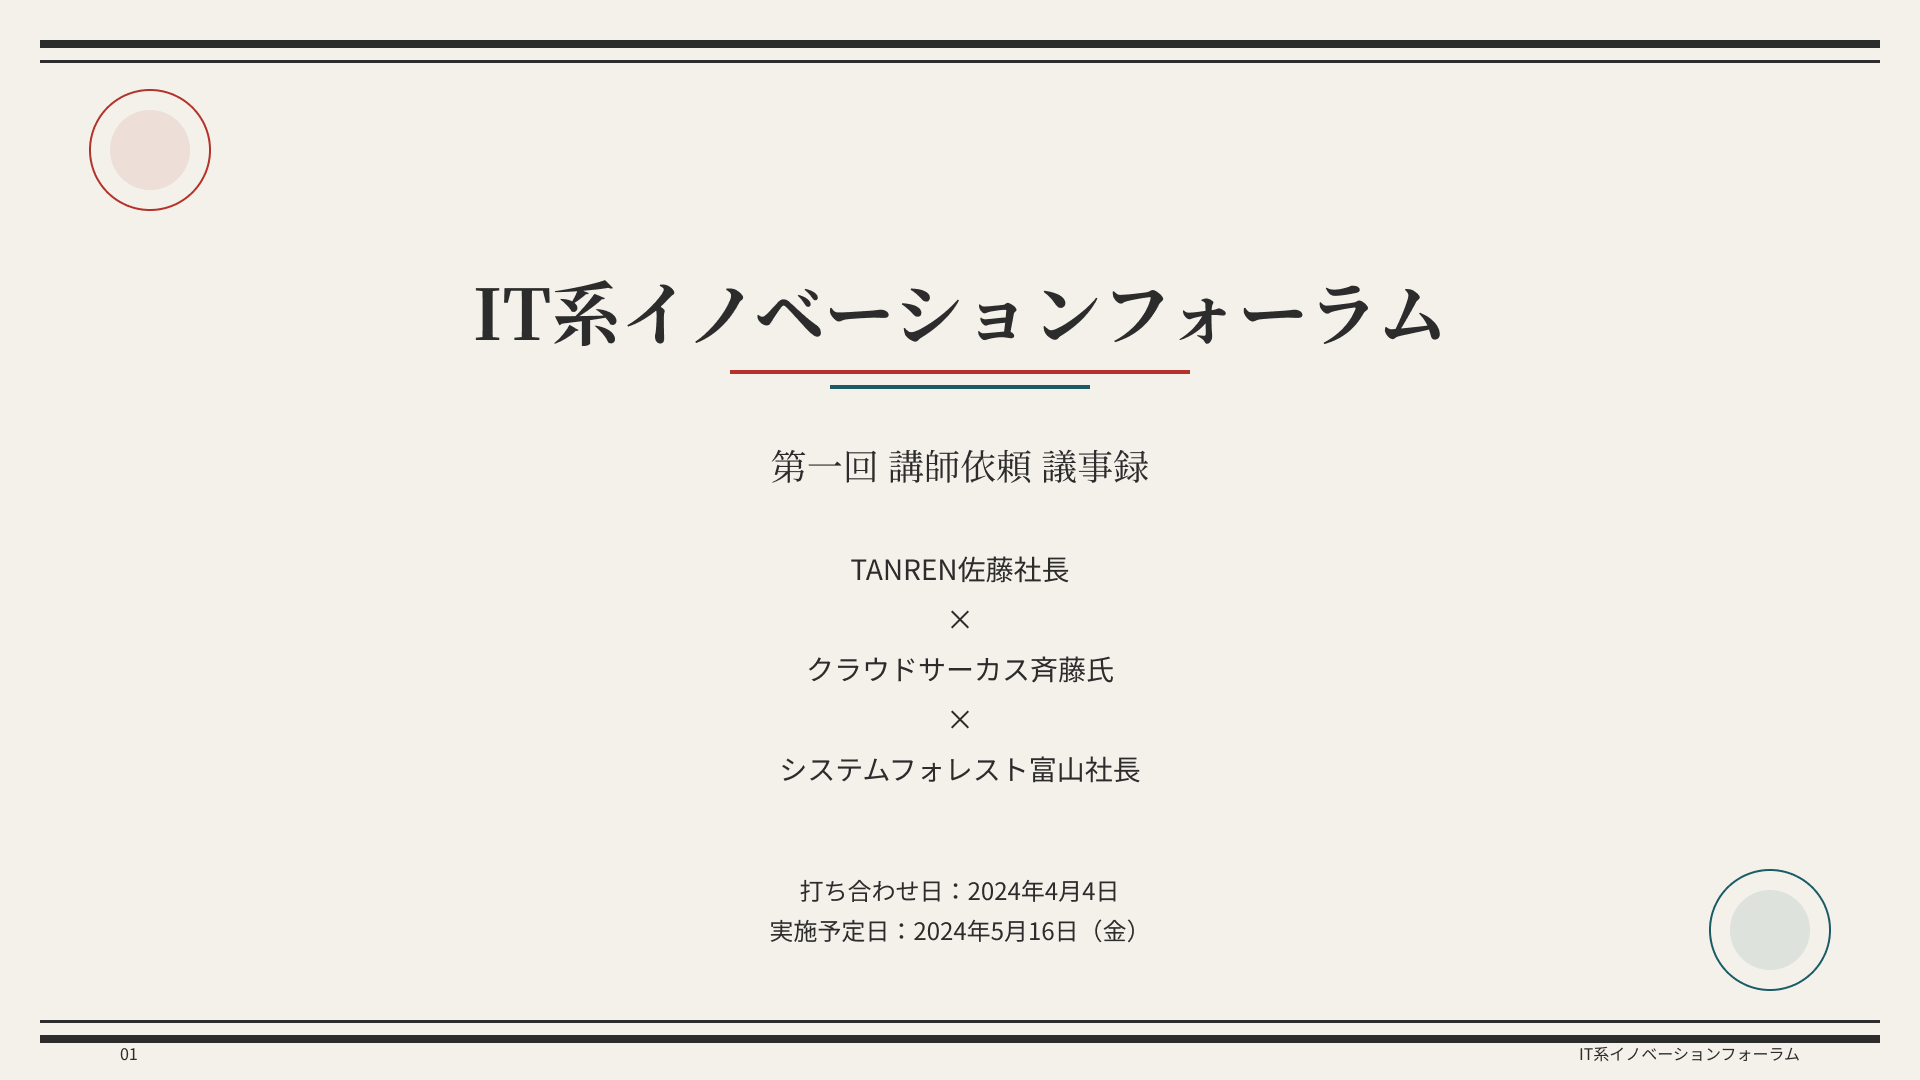 IT系イノベーションフォーラム
第一回 講師依頼 議事録
TANREN佐藤社長
×
クラウドサーカス斉藤氏
×
システムフォレスト富山社長
打ち合わせ日：2024年4月4日
実施予定日：2024年5月16日（金）
01
IT系イノベーションフォーラム